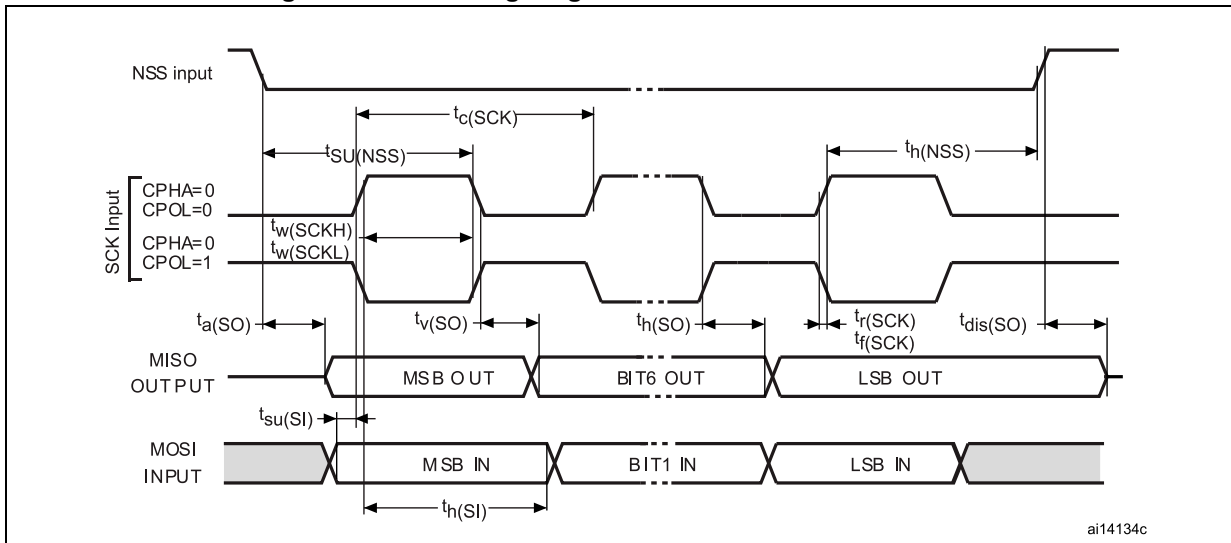 NSS input
tc(SCK)
tSU(NSS)
th(NSS)
SCK Input
CPHA=0
CPOL=0
tw(SCKH)
CPHA=0
tw(SCKL)
CPOL=1
ta(SO)
tv(SO)
th(SO)
tr(SCK)
tf(SCK)
tdis(SO)
MISO
OUTPUT
MSB OUT
BIT6 OUT
LSB OUT
tsu(SI)
MOSI
INPUT
MSB IN
BIT1 IN
LSB IN
th(SI)
ai14134c